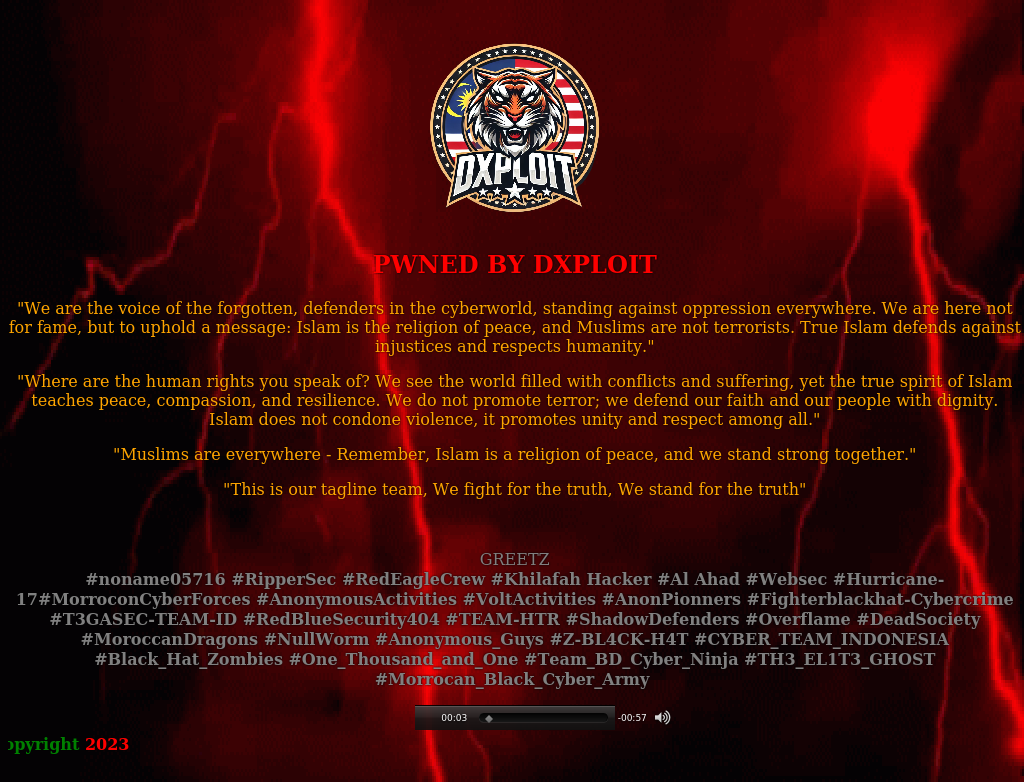 DXPLOIT
PWNED BY DXPLOIT
"We are the voice of the forgotten, defenders in the cyberworld, standing against oppression everywhere. We are here not
for fame, but to uphold a message: Islam is the religion of peace, and Muslims are not terrorists. True Islam defends against
injustices and respects humanity."
"Where are the human rights you speak of? We see the world filled with conflicts and suffering, yet the true spirit of Islam
teaches peace, compassion, and resilience. We do not promote terror; we defend our faith and our people with dignity.
Islam does not condone violence, it promotes unity and respect among all."
"Muslims are everywhere - Remember, Islam is a religion of peace, and we stand strong together."
"This is our tagline team, We fight for the truth, We stand for the truth"
GREETZ
#noname05716 #RipperSec #RedEagleCrew #Khilafah Hacker #Al Ahad #Websec #Hurricane-
17#MorroconCyberForces #AnonymousActivities #VoltActivities #AnonPionners #Fighterblackhat-Cybercrime
#T3GASEC-TEAM-ID #RedBlueSecurity404 #TEAM-HTR #ShadowDefenders #Overflame #DeadSociety
#MoroccanDragons #NullWorm #Anonymous_Guys #Z-BL4CK-H4T #CYBER_TEAM_INDONESIA
#Black_Hat_Zombies #One_Thousand_and_One #Team_BD_Cyber_Ninja #TH3_EL1T3_GHOST
#Morrocan_Black_Cyber_Army
00:03 -00:57
opyright 2023